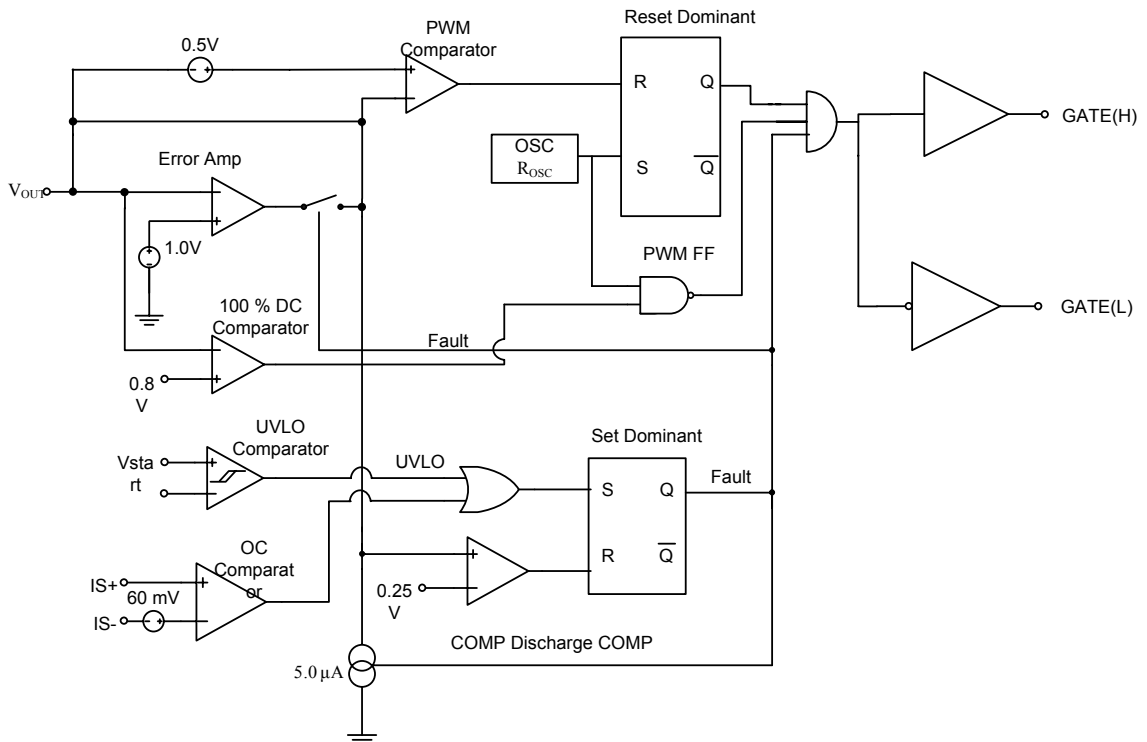 Reset Dominant
PWM
Comparator
0.5V
R
Q
GATE(H)
OSC
ROSC
S
Q
Error Amp
VOUT
1.0V
PWM FF
100 % DC
Comparator
GATE(L)
Fault
0.8
V
UVLO
Comparator
Set Dominant
Vsta
rt
UVLO
Fault
S
Q
OC
Comparat
or
R
Q
IS+
60 mV
0.25
V
IS-
COMP Discharge COMP
5.0 µA